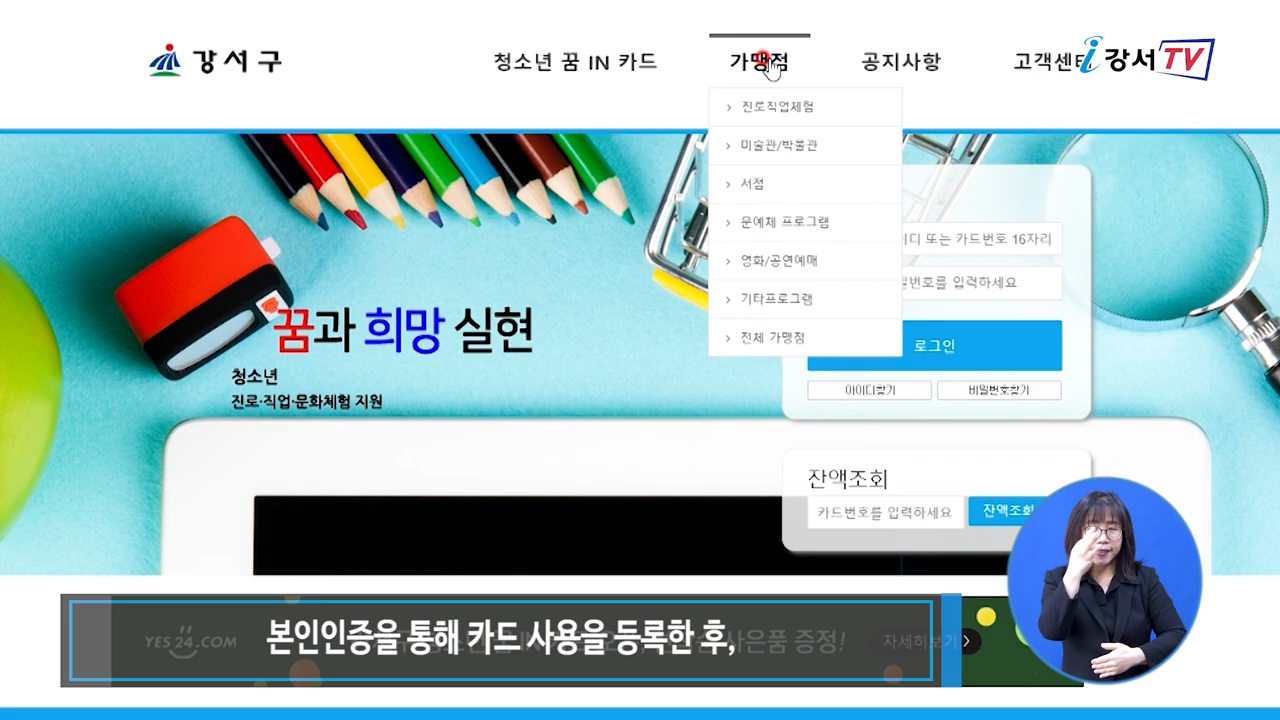 강서구
청소년 꿈 IN 카드
가맹점
공지사항
고객센터
i강서TV
진로직업체험
미술관/박물관
서점
문예체 프로그램
영화/공연예매
기타프로그램
전체 가맹점
또는 카드번호 16자리
입력하세요
로그인
아이디찾기
비밀번호찾기
꿈과 희망 실현
청소년
진로·직업·문화체험 지원
잔액조회
카드번호를 입력하세요
잔액조회
YES24.COM
본인인증을 통해 카드 사용을 등록한 후,
사은품 증정!
자세히보기